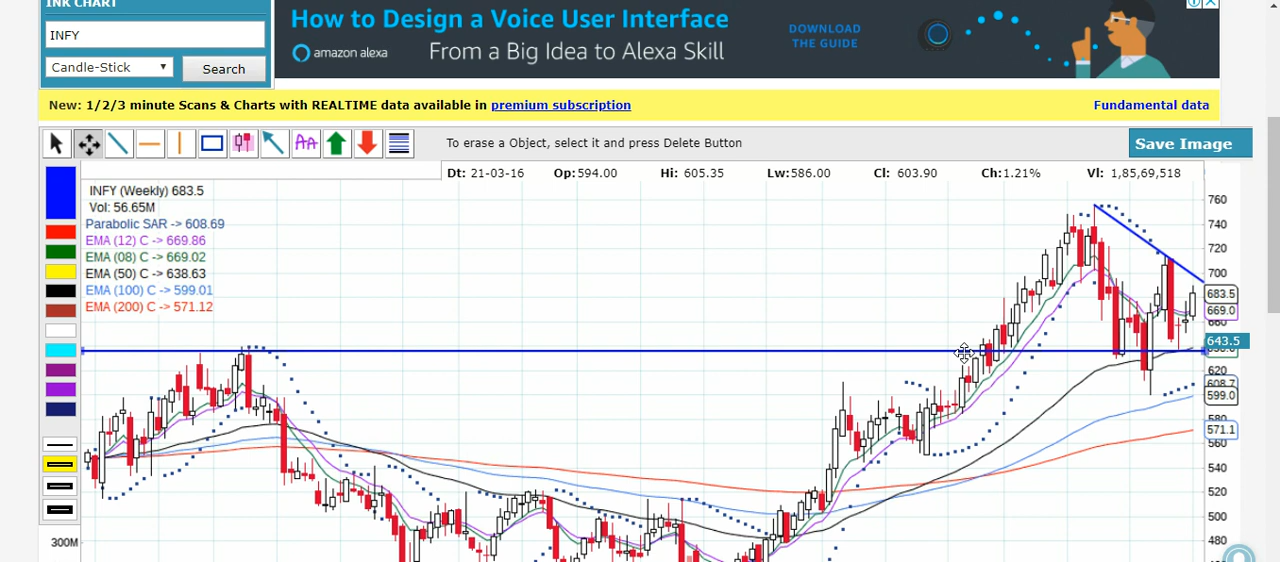 INK CHART
INFY
Candle-Stick
Search
How to Design a Voice User Interface
amazon alexa
From a Big Idea to Alexa Skill
DOWNLOAD
THE GUIDE
New: 1/2/3 minute Scans & Charts with REALTIME data available in premium subscription
Fundamental data
To erase a Object, select it and press Delete Button
Save Image
Dt: 21-03-16 Op:594.00 Hi: 605.35 Lw:586.00 Cl: 603.90 Ch:1.21% Vl: 1,85,69,518
INFY (Weekly) 683.5
Vol: 56.65M
Parabolic SAR -> 608.69
EMA (12) C -> 669.86
EMA (08) C -> 669.02
EMA (50) C -> 638.63
EMA (100) C -> 599.01
EMA (200) C -> 571.12
760
740
720
700
683.5
669.0
660
643.5
620
608.7
599.0
580
571.1
560
540
520
500
480
300M